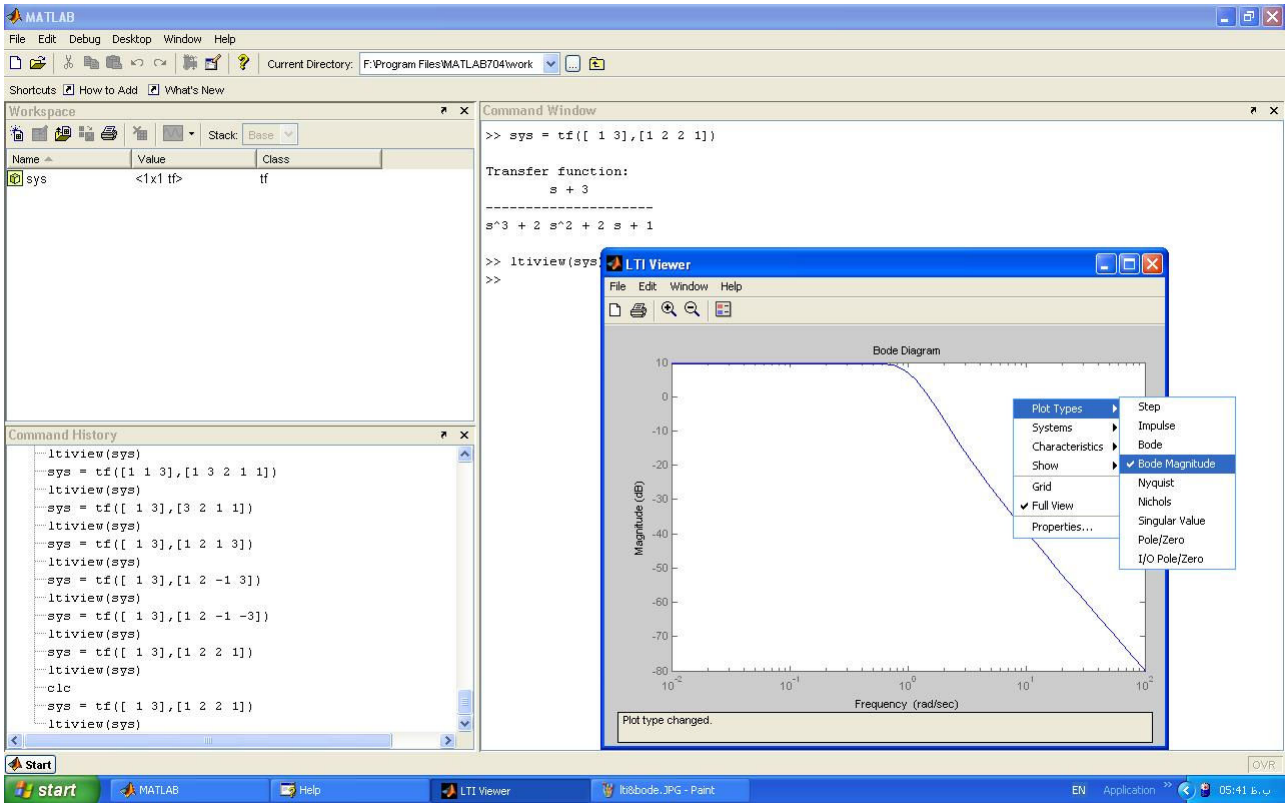 MATLAB
File Edit Debug Desktop Window Help
Current Directory: F:\Program Files\MATLAB704\work
Shortcuts How to Add What's New
Workspace
Stack: Base
Name Value Class
sys <1x1 tf> tf
Command History
ltiview(sys)
sys = tf([1 1 3],[1 3 2 1 1])
ltiview(sys)
sys = tf([ 1 3],[3 2 1 1])
ltiview(sys)
sys = tf([ 1 3],[1 2 1 3])
ltiview(sys)
sys = tf([ 1 3],[1 2 -1 3])
ltiview(sys)
sys = tf([ 1 3],[1 2 -1 -3])
ltiview(sys)
sys = tf([ 1 3],[1 2 2 1])
ltiview(sys)
clc
sys = tf([ 1 3],[1 2 2 1])
ltiview(sys)
Command Window
>> sys = tf([ 1 3],[1 2 2 1])
Transfer function:
s + 3
---------------------
s^3 + 2 s^2 + 2 s + 1
>> ltiview(sys
>>
LTI Viewer
File Edit Window Help
Bode Diagram
Magnitude (dB)
10
0
-10
-20
-30
-40
-50
-60
-70
-80
10^-2 10^-1 10^0 10^1 10^2
Frequency (rad/sec)
Plot type changed.
Plot Types
Systems
Characteristics
Show
Grid
Full View
Properties...
Step
Impulse
Bode
Bode Magnitude
Nyquist
Nichols
Singular Value
Pole/Zero
I/O Pole/Zero
Start
OVR
start MATLAB Help LTI Viewer lti&bode.JPG - Paint EN Application 05:41 ب.ظ